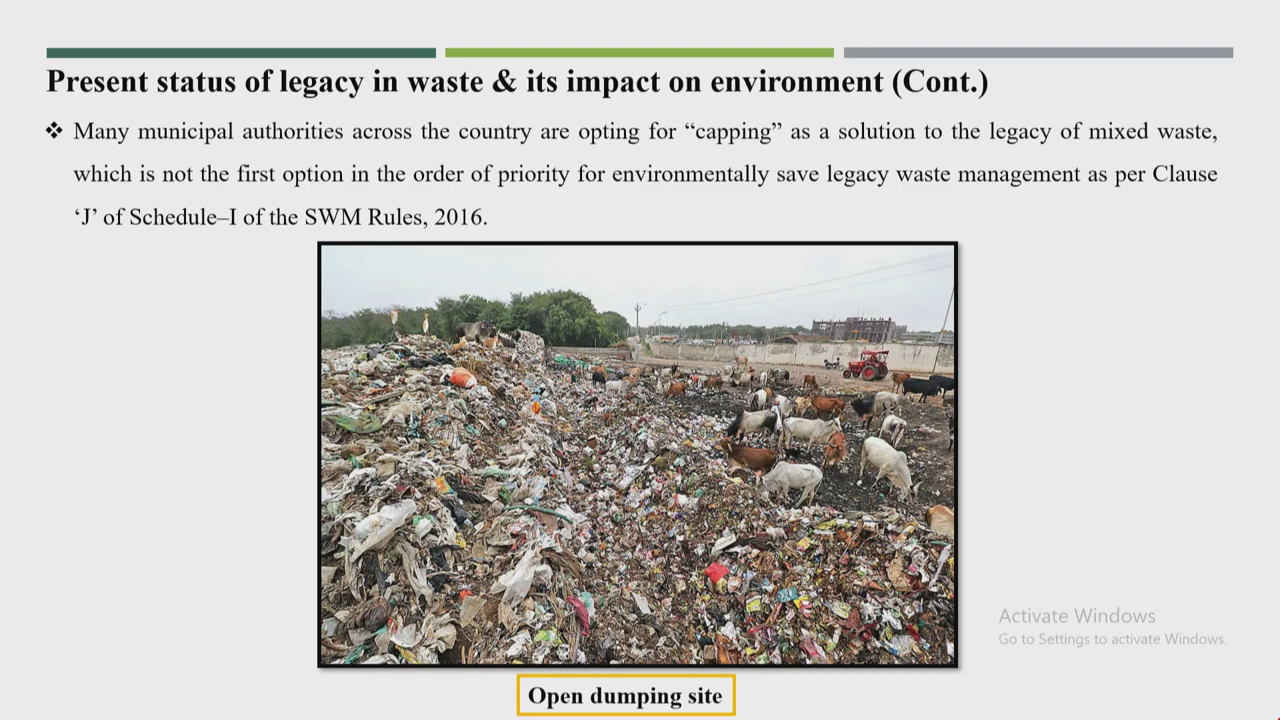 Present status of legacy in waste & its impact on environment (Cont.)
❖ Many municipal authorities across the country are opting for “capping” as a solution to the legacy of mixed waste,
which is not the first option in the order of priority for environmentally save legacy waste management as per Clause
‘J’ of Schedule–I of the SWM Rules, 2016.
Activate Windows
Go to Settings to activate Windows.
Open dumping site